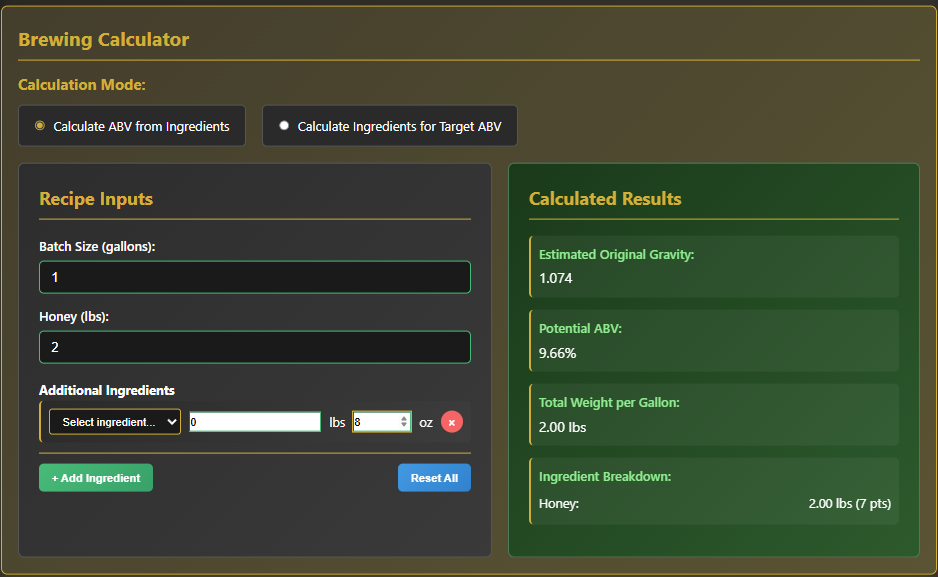 Brewing Calculator
Calculation Mode:
Calculate ABV from Ingredients
Calculate Ingredients for Target ABV
Recipe Inputs
Batch Size (gallons):
1
Honey (lbs):
2
Additional Ingredients
Select ingredient... 0 lbs 8 oz ×
+ Add Ingredient
Reset All
Calculated Results
Estimated Original Gravity:
1.074
Potential ABV:
9.66%
Total Weight per Gallon:
2.00 lbs
Ingredient Breakdown:
Honey: 2.00 lbs (7 pts)